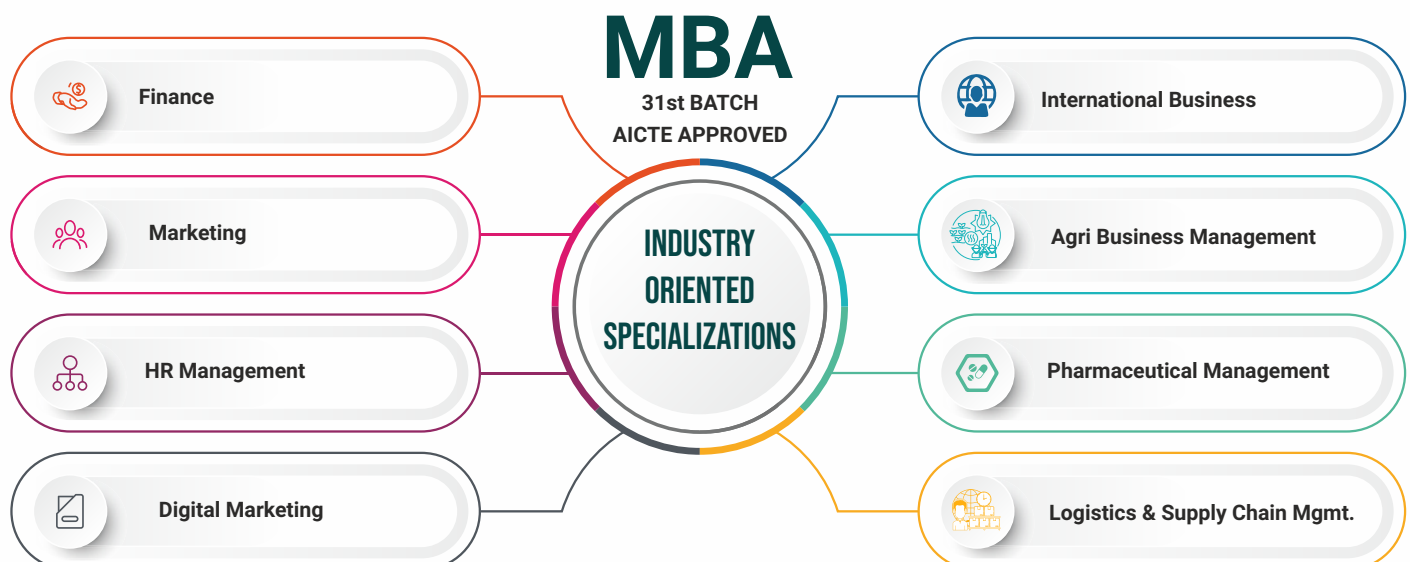 MBA
31st BATCH
AICTE APPROVED
INDUSTRY
ORIENTED
SPECIALIZATIONS
Finance
Marketing
HR Management
Digital Marketing
International Business
Agri Business Management
Pharmaceutical Management
Logistics & Supply Chain Mgmt.